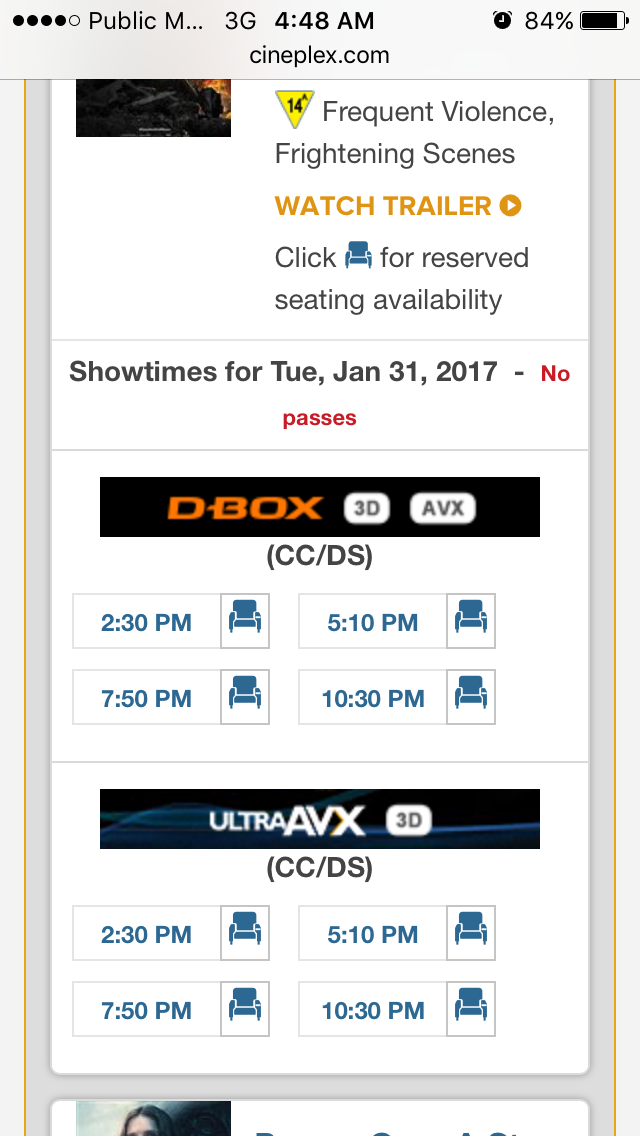 Public M... 3G 4:48 AM 84%
cineplex.com
14A Frequent Violence,
Frightening Scenes
WATCH TRAILER
Click for reserved
seating availability
Showtimes for Tue, Jan 31, 2017 - No
passes
D-BOX 3D AVX
(CC/DS)
2:30 PM 5:10 PM
7:50 PM 10:30 PM
ULTRAAVX 3D
(CC/DS)
2:30 PM 5:10 PM
7:50 PM 10:30 PM